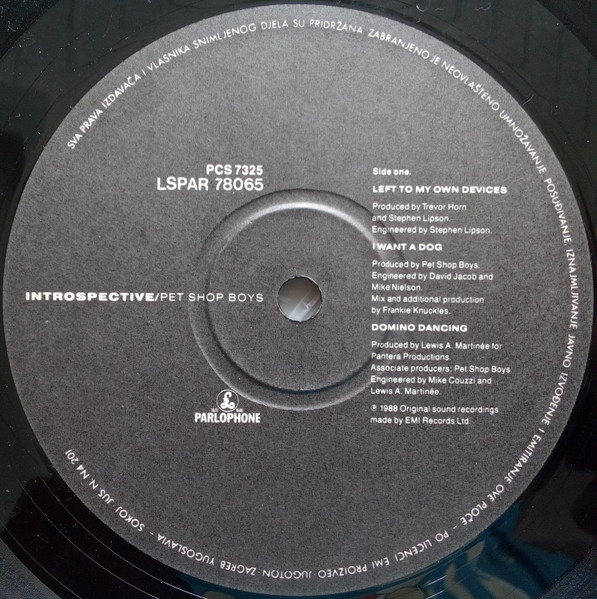 SVA PRAVA IZDAVAČA I VLASNIKA SNIMLJENOG DJELA SU PRIDRŽANA. ZABRANJENO JE NEOVLAŠTENO UMNOŽAVANJE, POSUĐIVANJE, IZNAJMLJIVANJE, JAVNO IZVOĐENJE I EMITIRANJE OVE PLOČE - PO LICENCI EMI PROIZVEO JUGOTON ZAGREB YUGOSLAVIA - SOKOJ JUS N. N4 201
PCS 7325
LSPAR 78065
INTROSPECTIVE/PET SHOP BOYS
PARLOPHONE
Side one.
LEFT TO MY OWN DEVICES
Produced by Trevor Horn
and Stephen Lipson.
Engineered by Stephen Lipson.
I WANT A DOG
Produced by Pet Shop Boys.
Engineered by David Jacob and
Mike Nielson
Mix and additional production
by Frankie Knuckles.
DOMINO DANCING
Produced by Lewis A. Martinée for
Pantera Productions.
Associate producers: Pet Shop Boys
Engineered by Mike Couzzi and
Lewis A. Martinée.
℗ 1988 Original sound recordings
made by EMI Records Ltd.